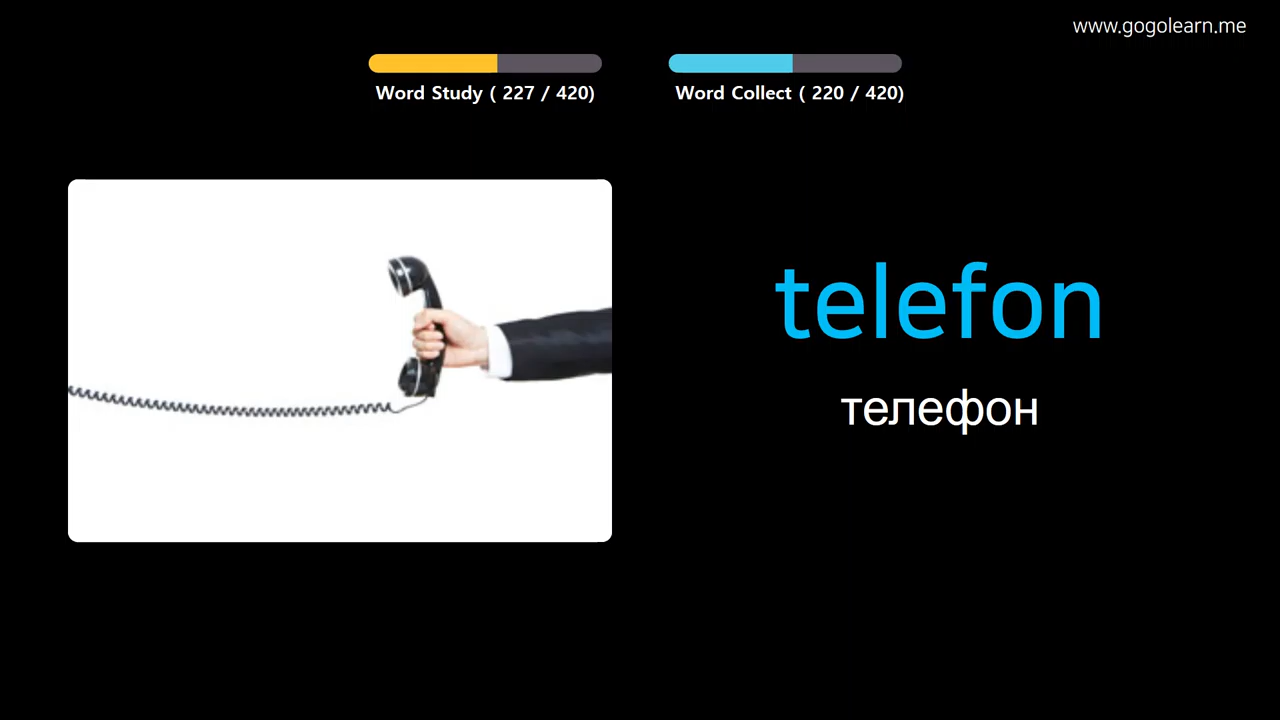 www.gogolearn.me
Word Study ( 227 / 420)
Word Collect ( 220 / 420)
telefon
телефон